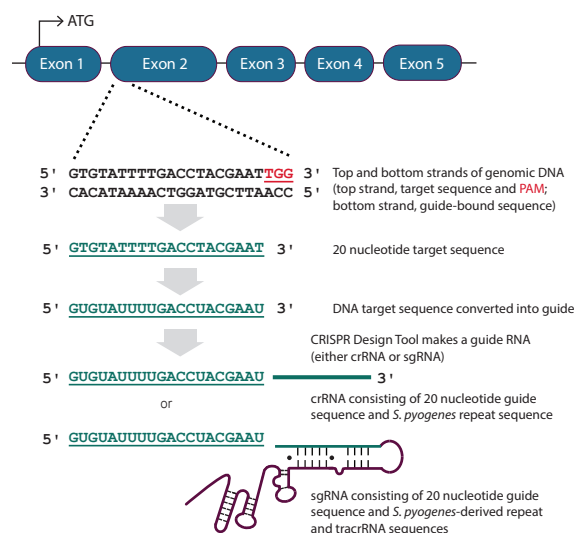 ATG
Exon 1 Exon 2 Exon 3 Exon 4 Exon 5
5' GTGTATTTTGACCTACGAATTGG 3'
3' CACATAAAACTGGATGCTTAACC 5'
Top and bottom strands of genomic DNA
(top strand, target sequence and PAM;
bottom strand, guide-bound sequence)
5' GTGTATTTTGACCTACGAAT 3'
20 nucleotide target sequence
5' GUGUAUUUUGACCUACGAAU 3'
DNA target sequence converted into guide
CRISPR Design Tool makes a guide RNA
(either crRNA or sgRNA)
5' GUGUAUUUUGACCUACGAAU 3'
crRNA consisting of 20 nucleotide guide
sequence and S. pyogenes repeat sequence
or
5' GUGUAUUUUGACCUACGAAU
sgRNA consisting of 20 nucleotide guide
sequence and S. pyogenes-derived repeat
and tracrRNA sequences